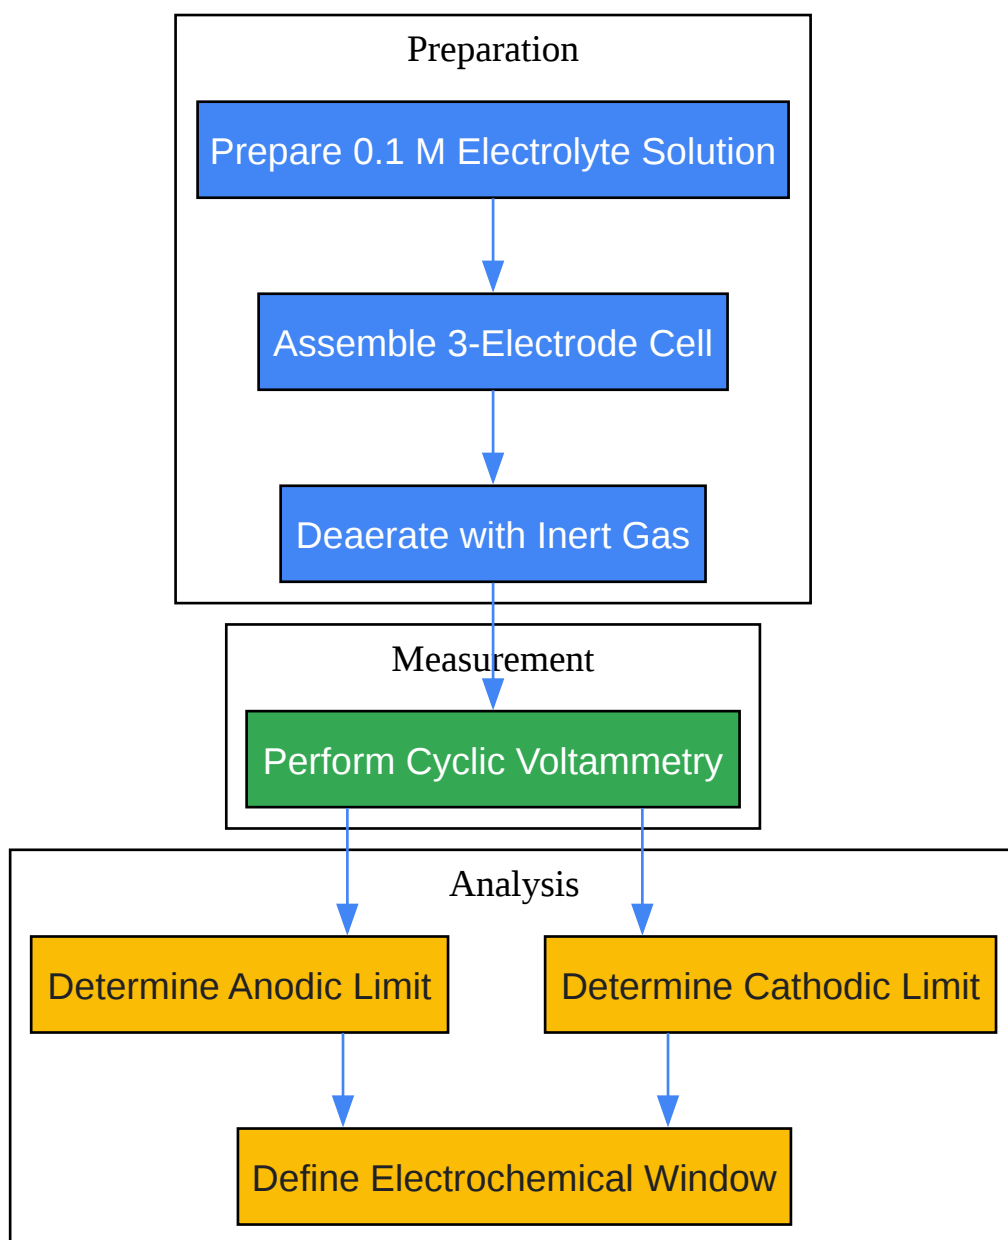 Preparation
Prepare 0.1 M Electrolyte Solution
Assemble 3-Electrode Cell
Deaerate with Inert Gas
Measurement
Perform Cyclic Voltammetry
Analysis
Determine Anodic Limit
Determine Cathodic Limit
Define Electrochemical Window